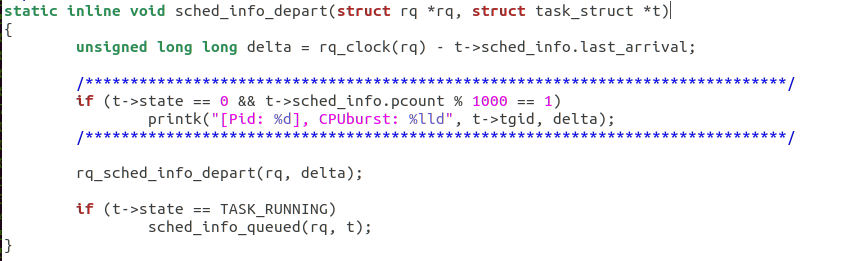 static inline void sched_info_depart(struct rq *rq, struct task_struct *t)
{
        unsigned long long delta = rq_clock(rq) - t->sched_info.last_arrival;

        /******************************************************************************/
        if (t->state == 0 && t->sched_info.pcount % 1000 == 1)
                printk("[Pid: %d], CPUburst: %lld", t->tgid, delta);
        /******************************************************************************/

        rq_sched_info_depart(rq, delta);

        if (t->state == TASK_RUNNING)
                sched_info_queued(rq, t);
}